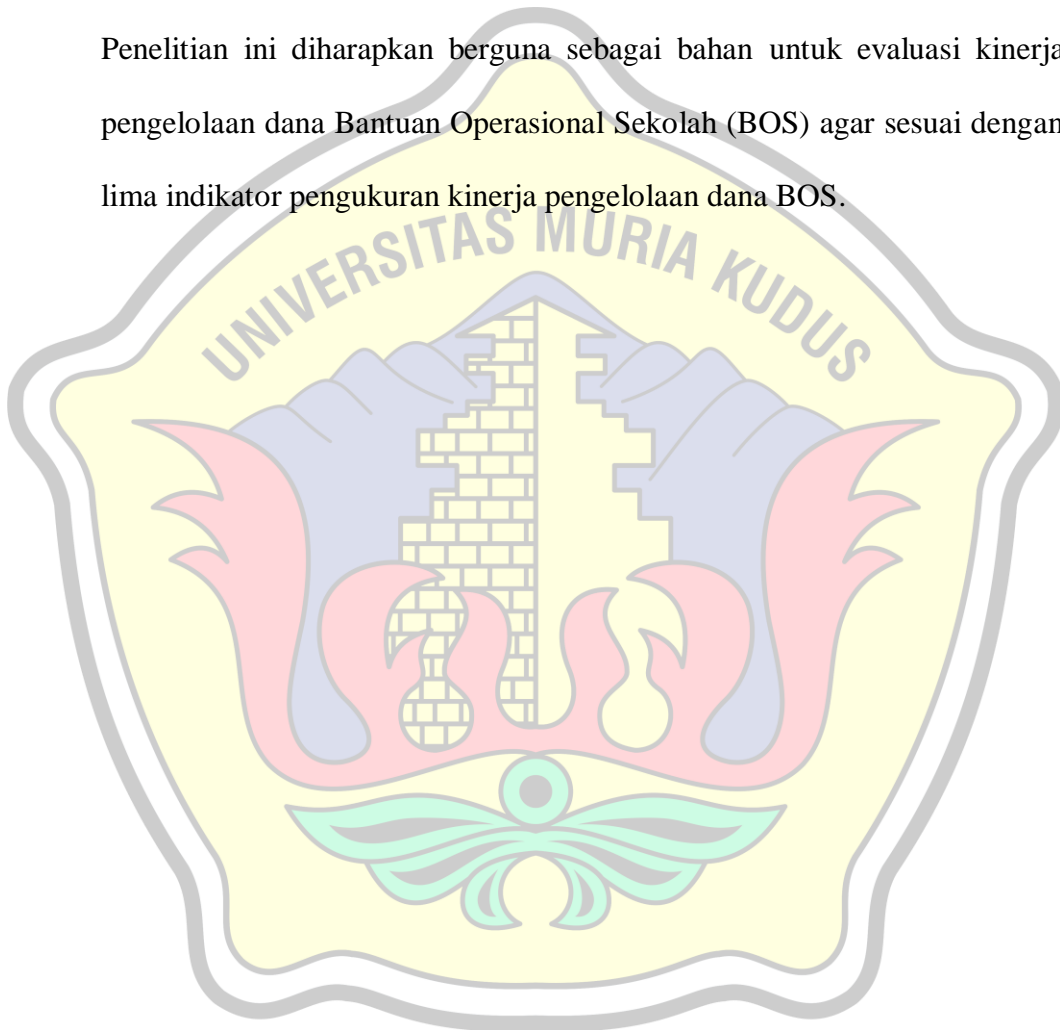 Penelitian ini diharapkan berguna sebagai bahan untuk evaluasi kinerja
pengelolaan dana Bantuan Operasional Sekolah (BOS) agar sesuai dengan
lima indikator pengukuran kinerja pengelolaan dana BOS.
UNIVERSITAS MURIA KUDUS